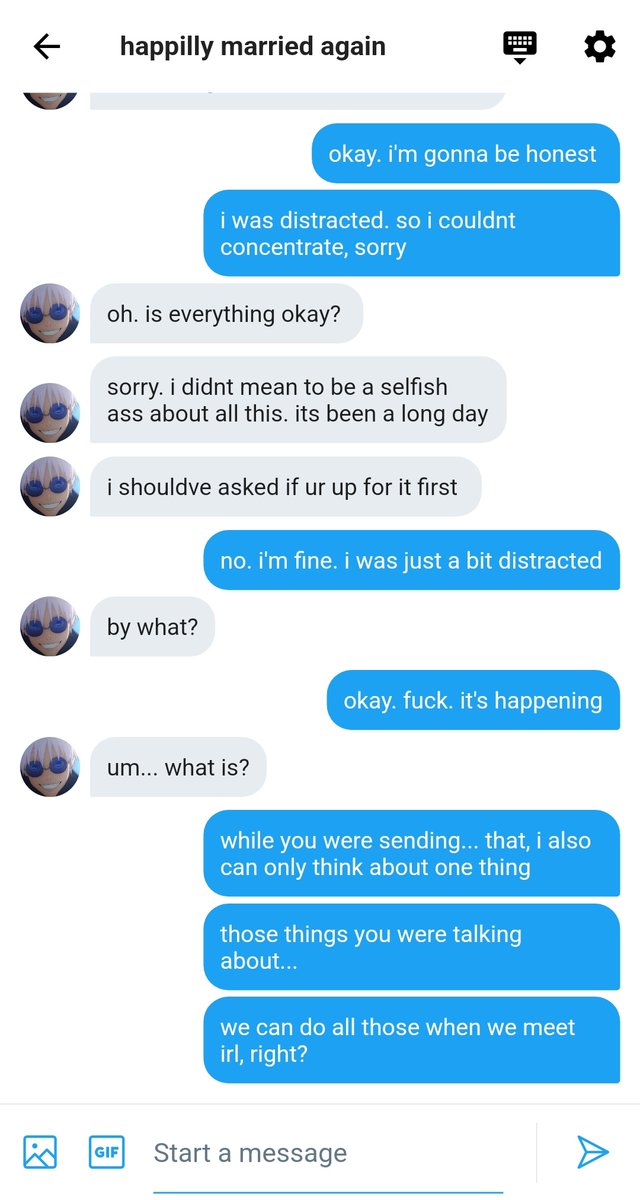 happilly married again
okay. i'm gonna be honest
i was distracted. so i couldnt
concentrate, sorry
oh. is everything okay?
sorry. i didnt mean to be a selfish
ass about all this. its been a long day
i shouldve asked if ur up for it first
no. i'm fine. i was just a bit distracted
by what?
okay. fuck. it's happening
um... what is?
while you were sending... that, i also
can only think about one thing
those things you were talking
about...
we can do all those when we meet
irl, right?
GIF
Start a message